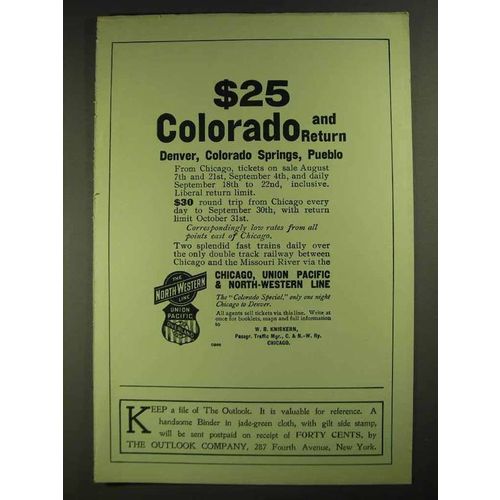 $25
Colorado and Return
Denver, Colorado Springs, Pueblo
From Chicago, tickets on sale August
7th and 21st, September 4th, and daily
September 18th to 22nd, inclusive.
Liberal return limit.
$30 round trip from Chicago every
day to September 30th, with return
limit October 31st.
Correspondingly low rates from all
points east of Chicago.
Two splendid fast trains daily over
the only double track railway between
Chicago and the Missouri River via the
CHICAGO, UNION PACIFIC
& NORTH-WESTERN LINE
THE
NORTH WESTERN
LINE
UNION
PACIFIC
The "Colorado Special," only one night
Chicago to Denver.
All agents sell tickets via this line. Write at
once for booklets, maps and full information
to
W. B. KNISKERN,
Passgr. Traffic Mgr., C. & N.-W. Ry.
CHICAGO.
KEEP a file of The Outlook. It is valuable for reference. A
handsome Binder in jade-green cloth, with gilt side stamp,
will be sent postpaid on receipt of FORTY CENTS, by
THE OUTLOOK COMPANY, 287 Fourth Avenue, New York.